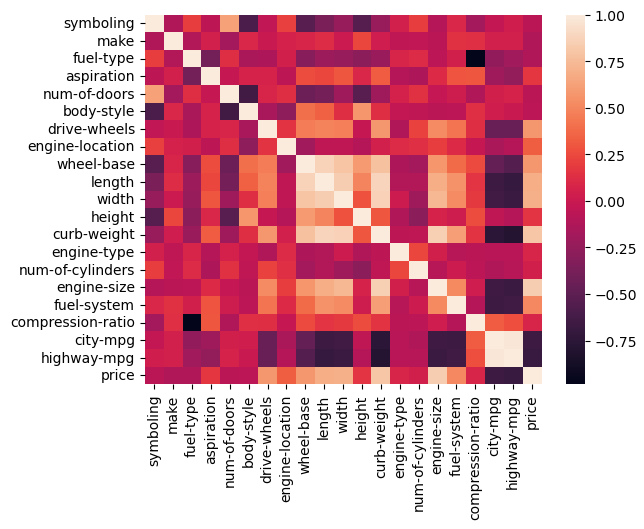 symboling
make
fuel-type
aspiration
num-of-doors
body-style
drive-wheels
engine-location
wheel-base
length
width
height
curb-weight
engine-type
num-of-cylinders
engine-size
fuel-system
compression-ratio
city-mpg
highway-mpg
price
symboling
make
fuel-type
aspiration
num-of-doors
body-style
drive-wheels
engine-location
wheel-base
length
width
height
curb-weight
engine-type
num-of-cylinders
engine-size
fuel-system
compression-ratio
city-mpg
highway-mpg
price
1.00
0.75
0.50
0.25
0.00
−0.25
−0.50
−0.75